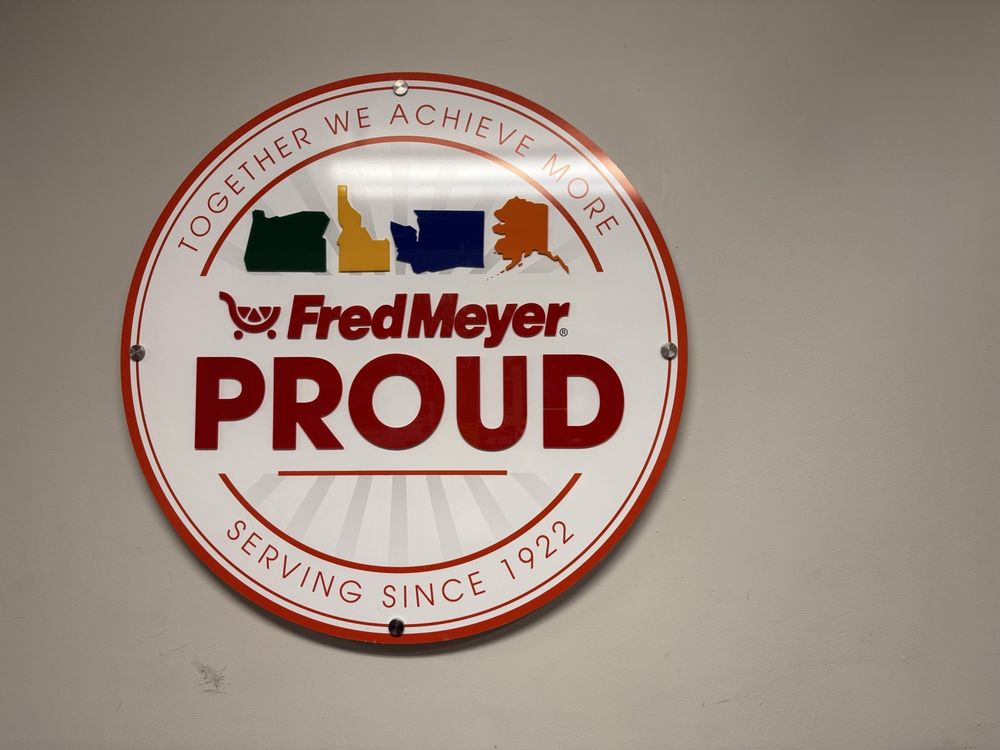 TOGETHER WE ACHIEVE MORE
FredMeyer®
PROUD
SERVING SINCE 1922